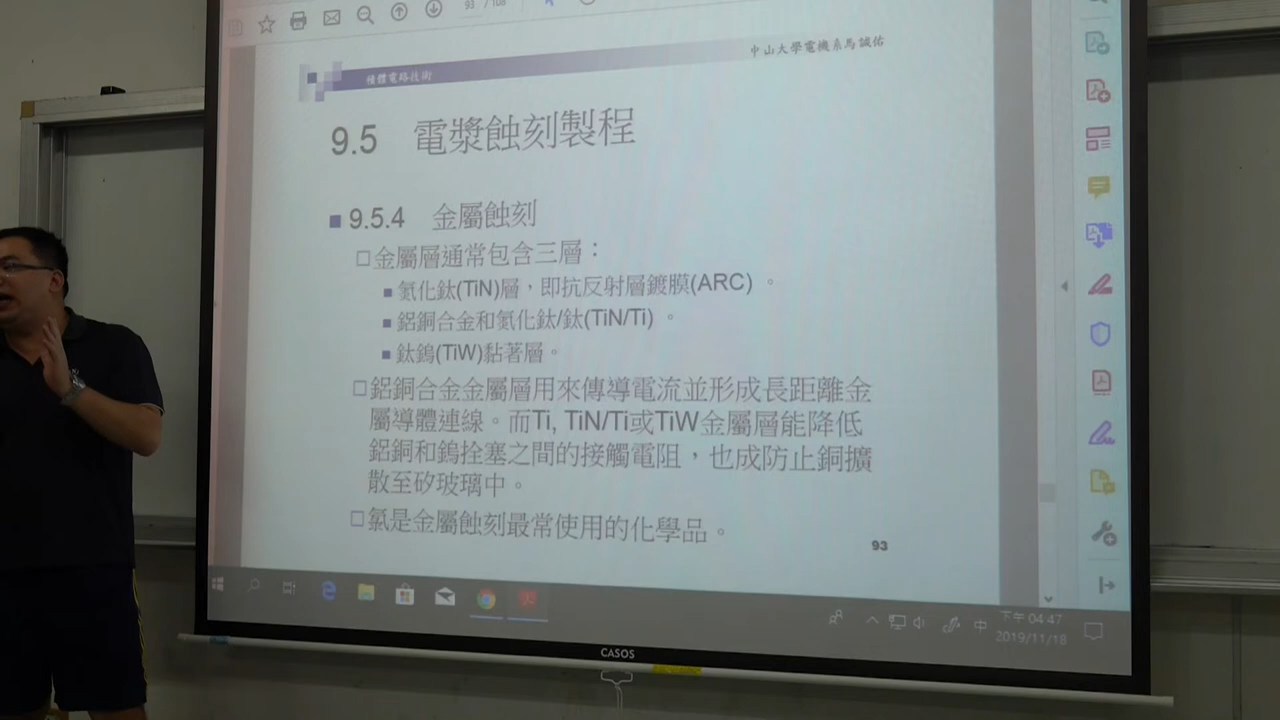 93 / 108
積體電路技術
中山大學電機系馬誠佑
9.5 電漿蝕刻製程
■ 9.5.4 金屬蝕刻
□金屬層通常包含三層：
■ 氮化鈦(TiN)層，即抗反射層鍍膜(ARC) 。
■ 鋁銅合金和氮化鈦/鈦(TiN/Ti) 。
■ 鈦鎢(TiW)黏著層。
□鋁銅合金金屬層用來傳導電流並形成長距離金
屬導體連線。而Ti, TiN/Ti或TiW金屬層能降低
鋁銅和鎢拴塞之間的接觸電阻，也成防止銅擴
散至矽玻璃中。
□氯是金屬蝕刻最常使用的化學品。
93
中
下午 04:47
2019/11/18
CASOS